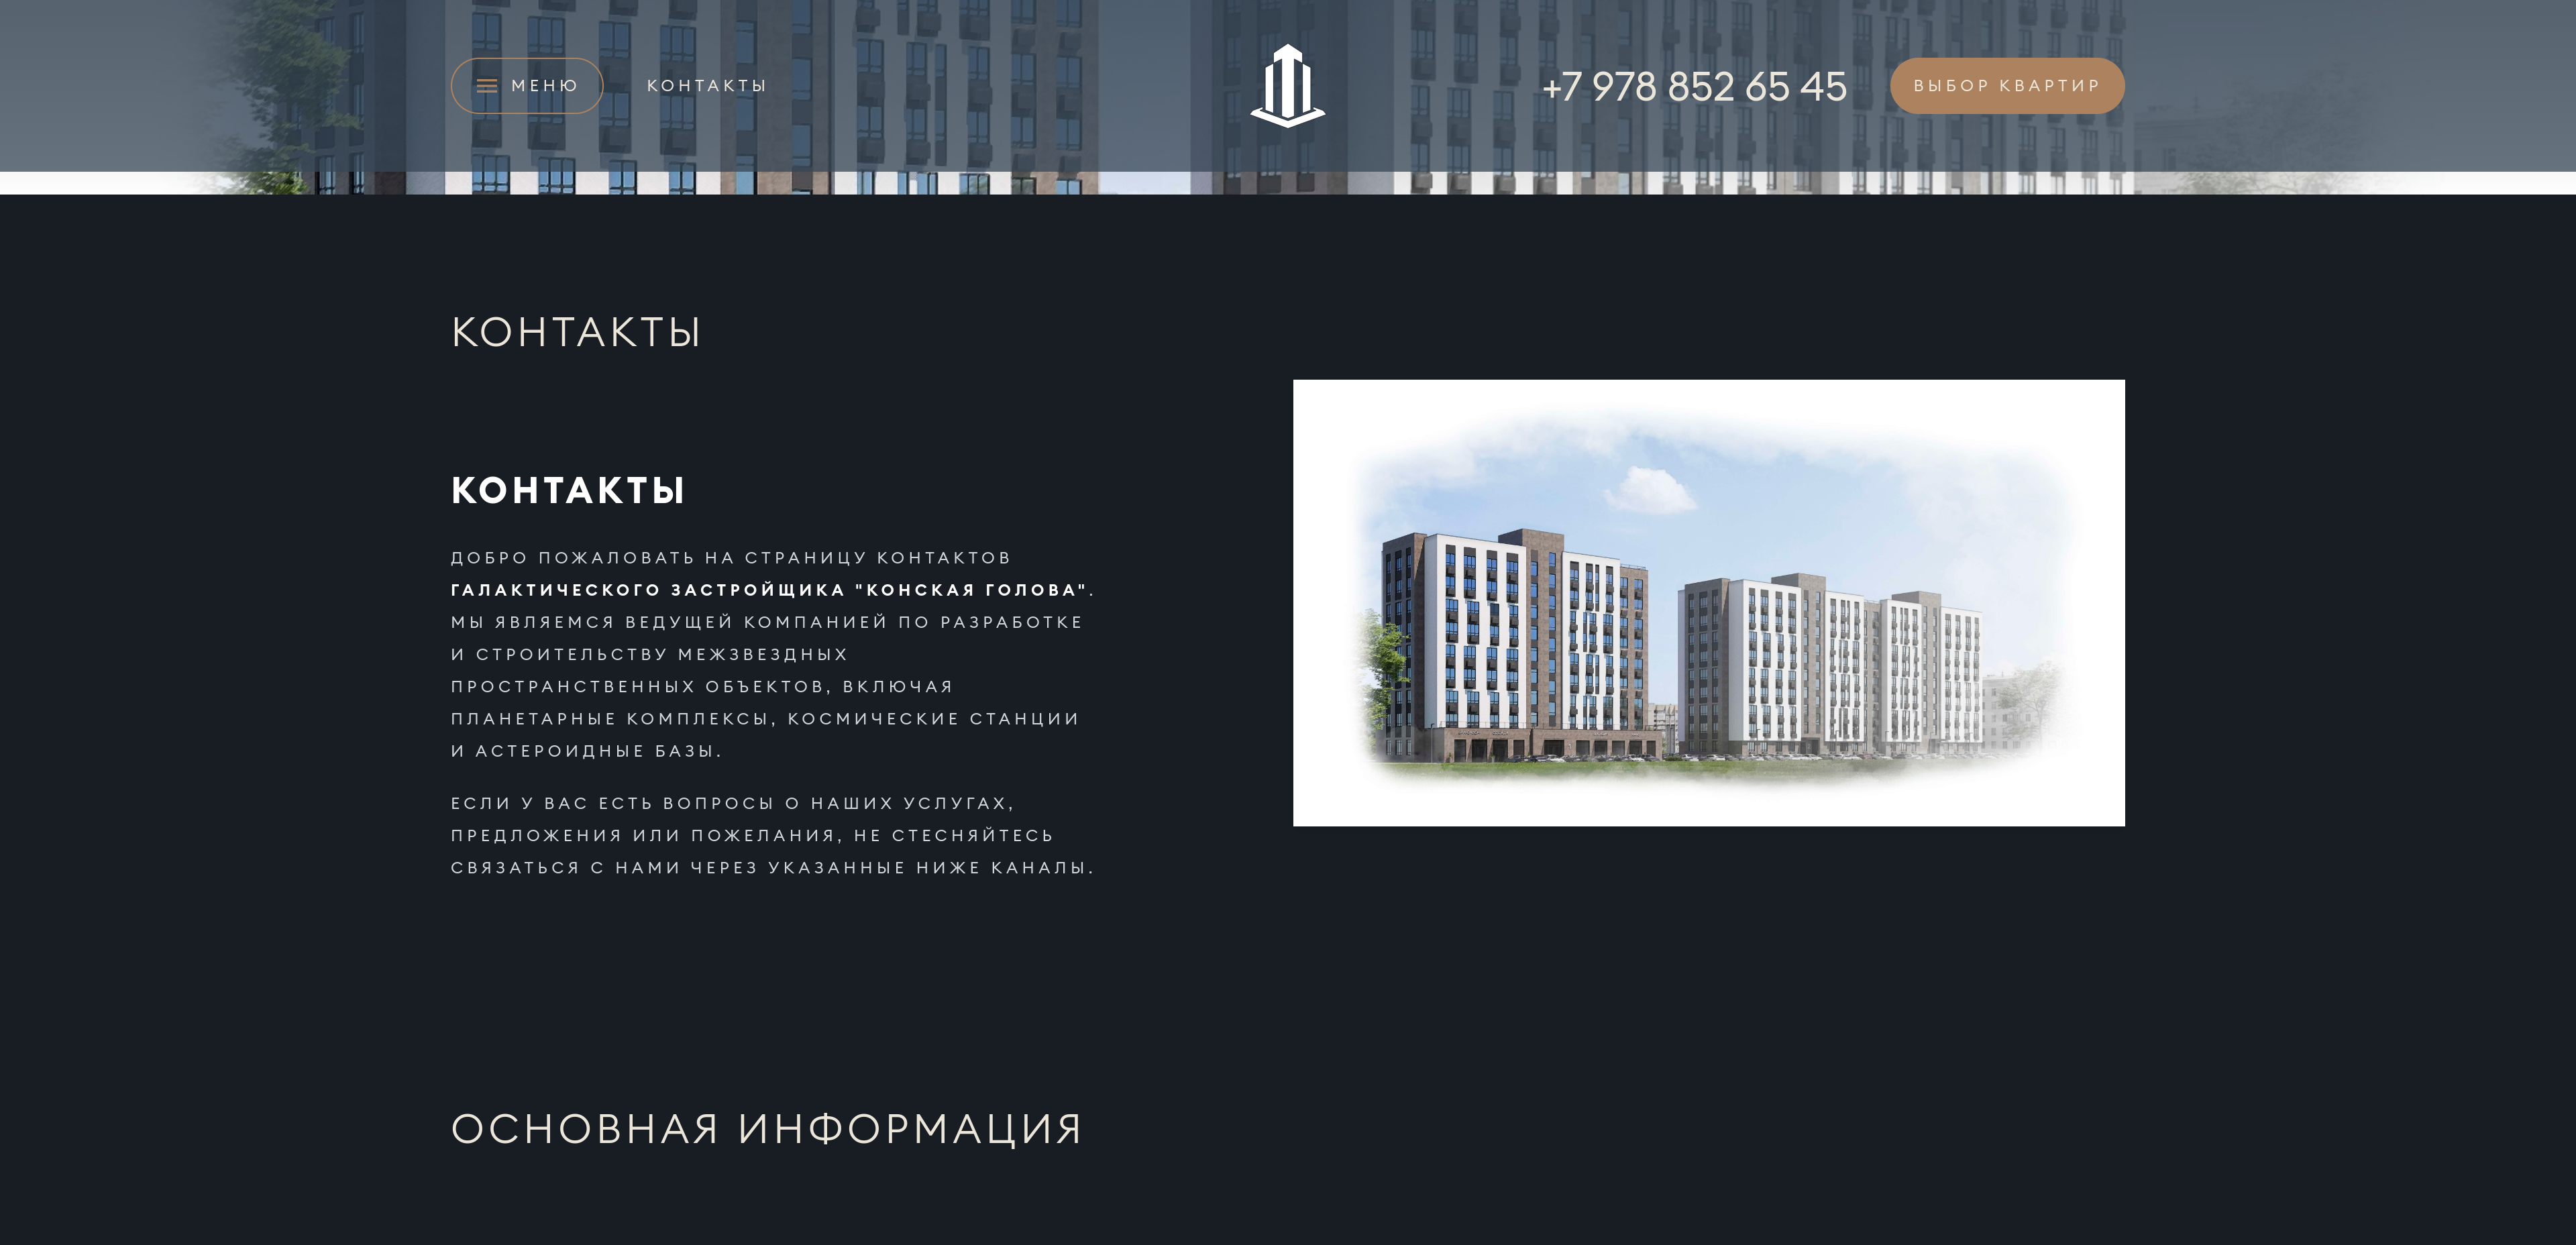 МЕНЮ
КОНТАКТЫ
+7 978 852 65 45
ВЫБОР КВАРТИР
КОНТАКТЫ
КОНТАКТЫ
ДОБРО ПОЖАЛОВАТЬ НА СТРАНИЦУ КОНТАКТОВ
ГАЛАКТИЧЕСКОГО ЗАСТРОЙЩИКА "КОНСКАЯ ГОЛОВА".
МЫ ЯВЛЯЕМСЯ ВЕДУЩЕЙ КОМПАНИЕЙ ПО РАЗРАБОТКЕ
И СТРОИТЕЛЬСТВУ МЕЖЗВЕЗДНЫХ
ПРОСТРАНСТВЕННЫХ ОБЪЕКТОВ, ВКЛЮЧАЯ
ПЛАНЕТАРНЫЕ КОМПЛЕКСЫ, КОСМИЧЕСКИЕ СТАНЦИИ
И АСТЕРОИДНЫЕ БАЗЫ.
ЕСЛИ У ВАС ЕСТЬ ВОПРОСЫ О НАШИХ УСЛУГАХ,
ПРЕДЛОЖЕНИЯ ИЛИ ПОЖЕЛАНИЯ, НЕ СТЕСНЯЙТЕСЬ
СВЯЗАТЬСЯ С НАМИ ЧЕРЕЗ УКАЗАННЫЕ НИЖЕ КАНАЛЫ.
ОСНОВНАЯ ИНФОРМАЦИЯ